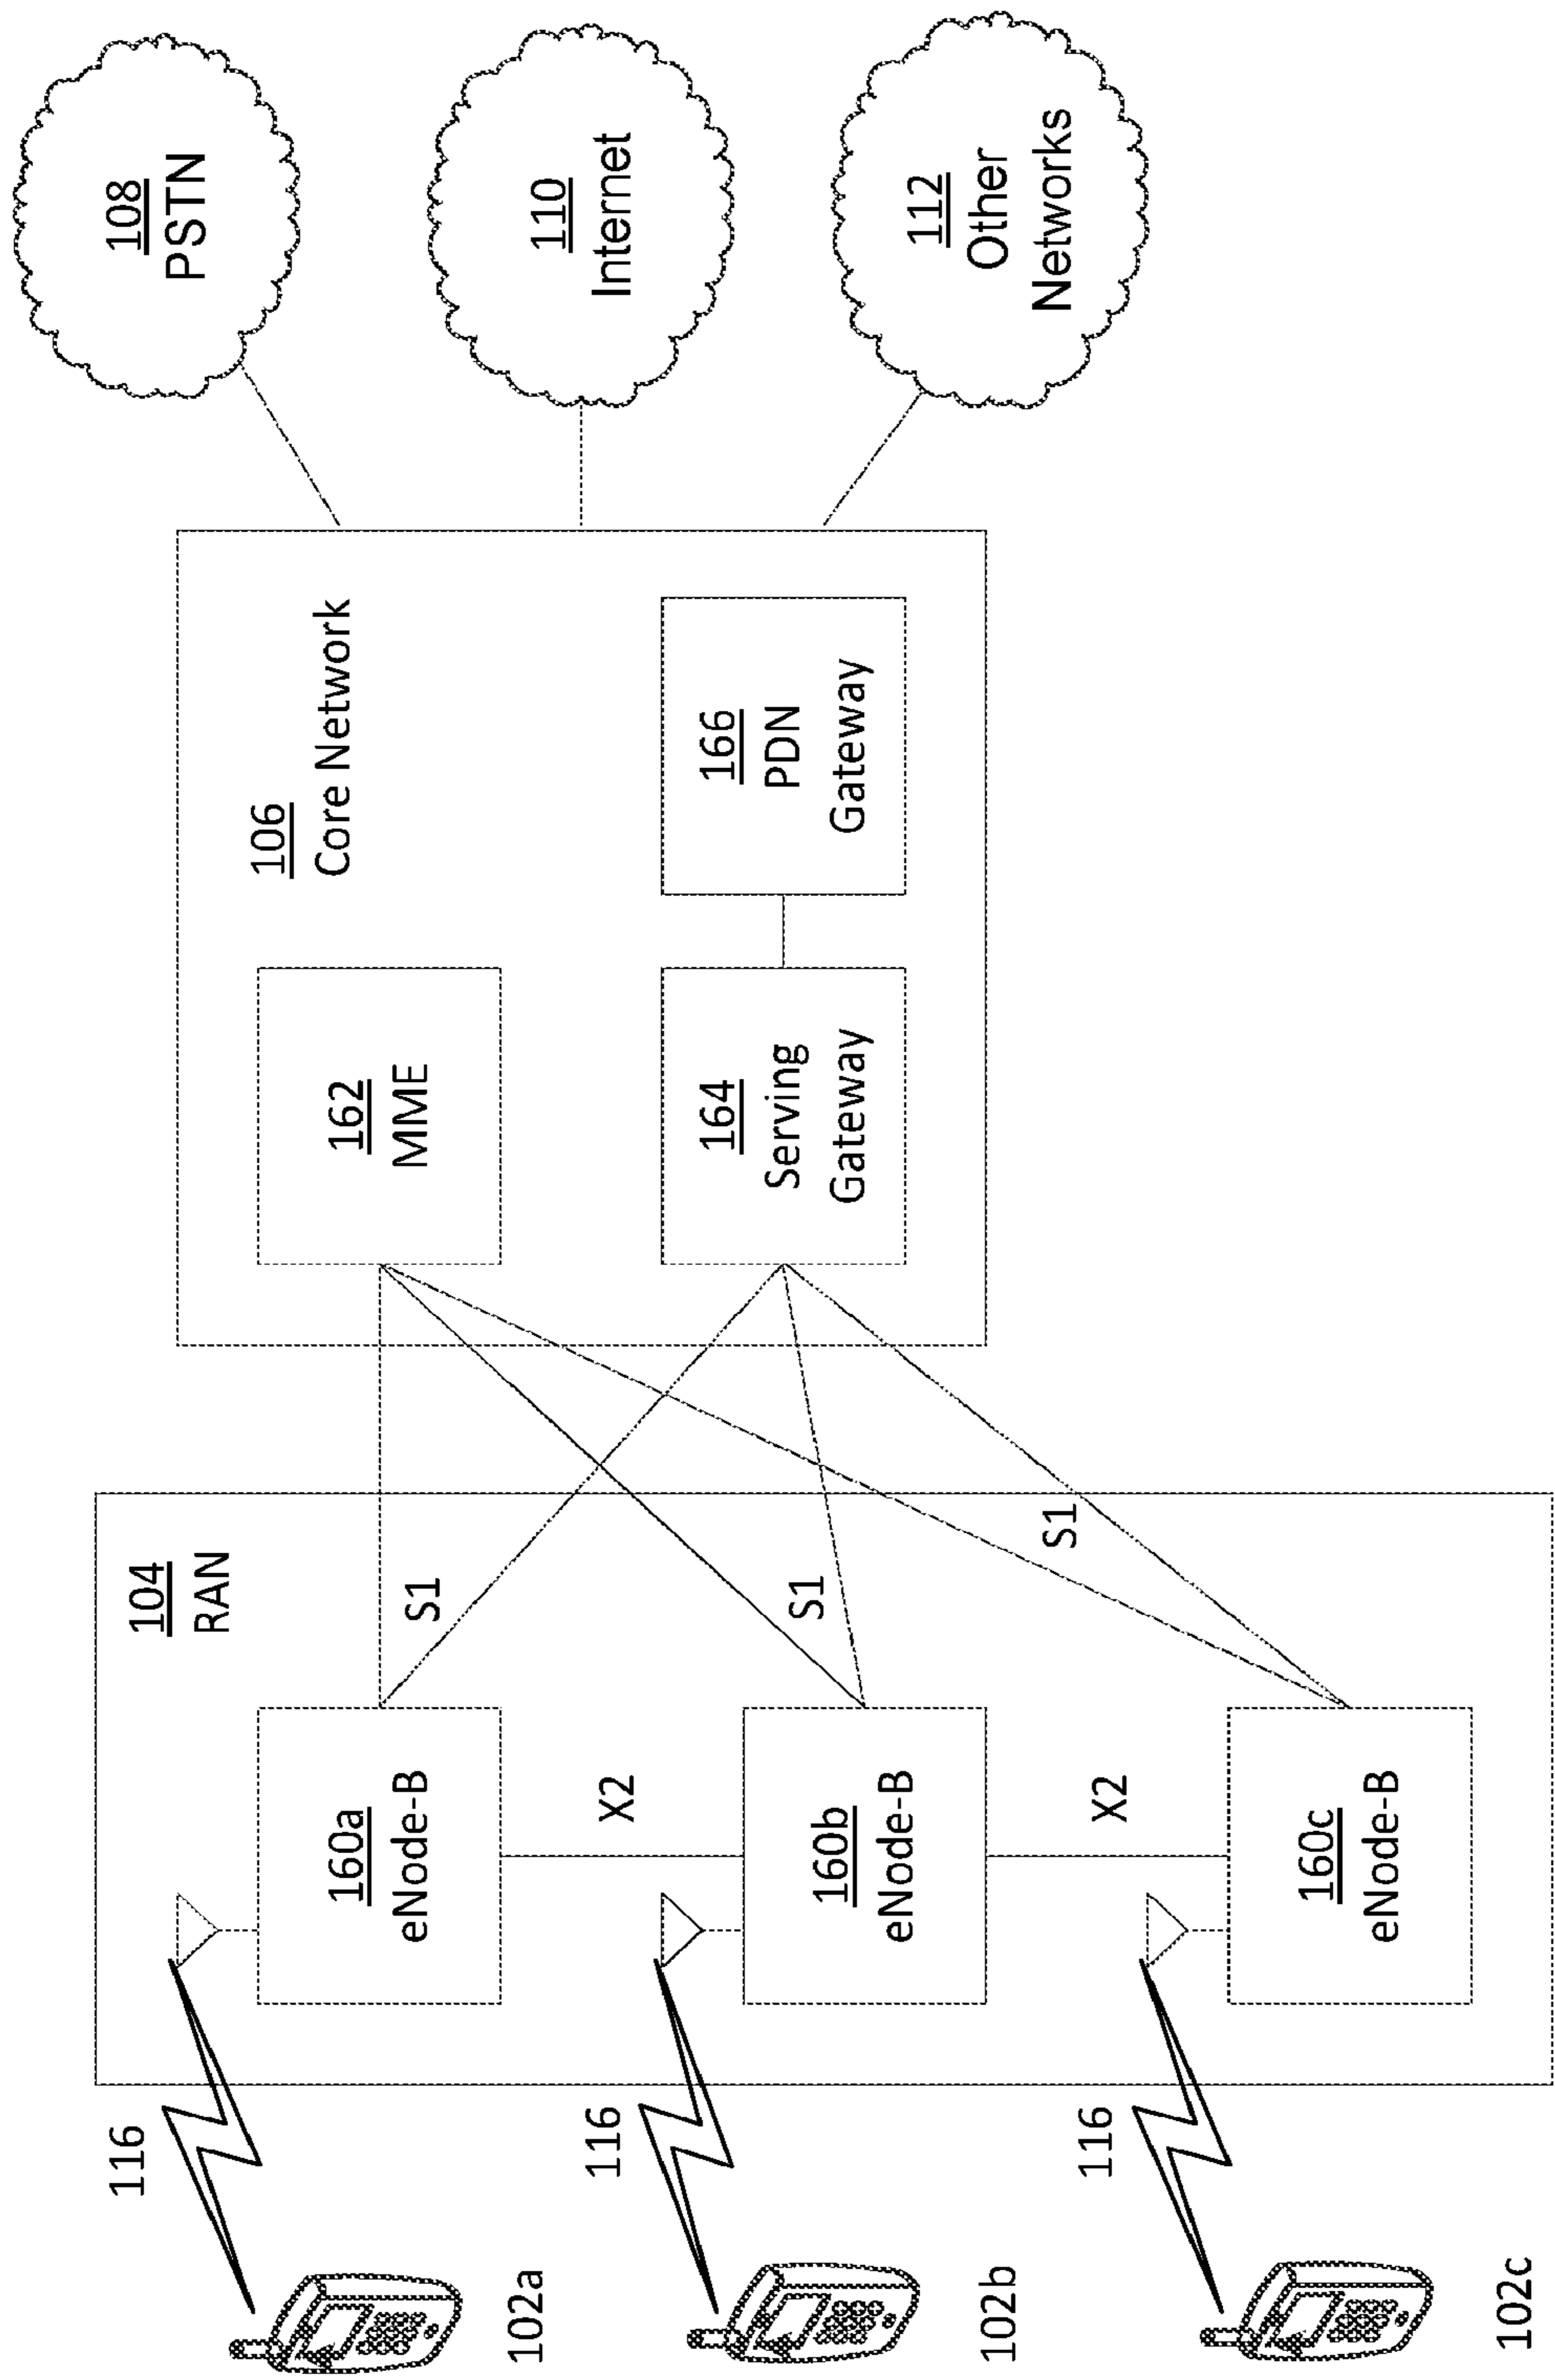 116
102a
116
102b
116
102c
104
RAN
160a
eNode-B
X2
160b
eNode-B
X2
160c
eNode-B
S1
S1
S1
106
Core Network
162
MME
164
Serving
Gateway
166
PDN
Gateway
108
PSTN
110
Internet
112
Other
Networks